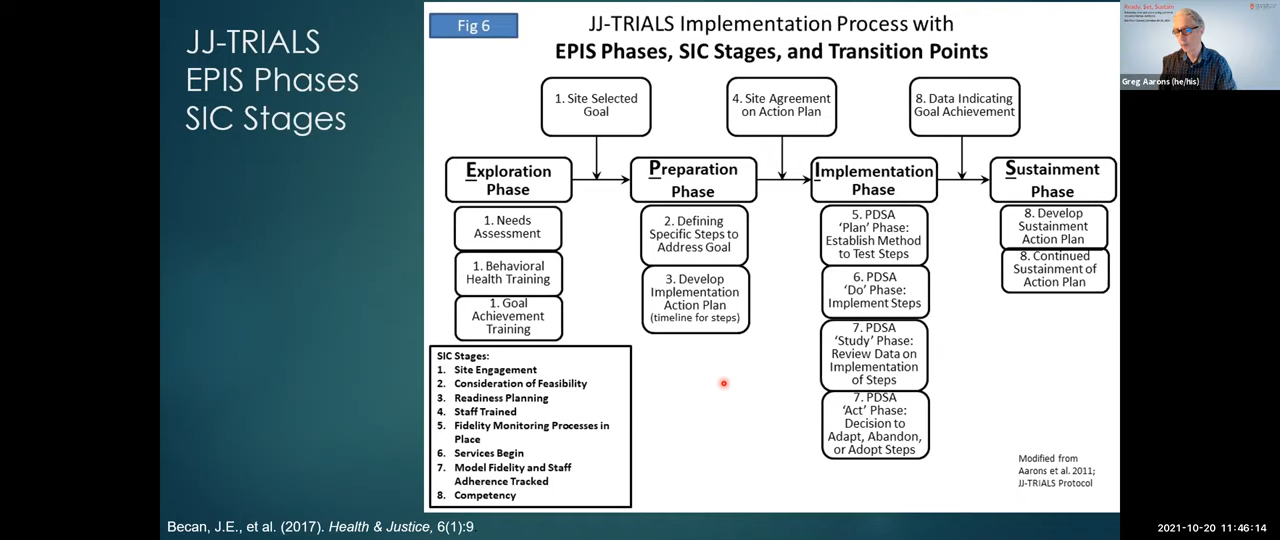 JJ-TRIALS
EPIS Phases
SIC Stages
Fig 6
JJ-TRIALS Implementation Process with
EPIS Phases, SIC Stages, and Transition Points
1. Site Selected
Goal
4. Site Agreement
on Action Plan
8. Data Indicating
Goal Achievement
Exploration
Phase
Preparation
Phase
Implementation
Phase
Sustainment
Phase
1. Needs
Assessment
1. Behavioral
Health Training
1. Goal
Achievement
Training
2. Defining
Specific Steps to
Address Goal
3. Develop
Implementation
Action Plan
(timeline for steps)
5. PDSA
‘Plan’ Phase:
Establish Method
to Test Steps
6. PDSA
‘Do’ Phase:
Implement Steps
7. PDSA
‘Study’ Phase:
Review Data on
Implementation
of Steps
7. PDSA
‘Act’ Phase:
Decision to
Adapt, Abandon,
or Adopt Steps
8. Develop
Sustainment
Action Plan
8. Continued
Sustainment of
Action Plan
SIC Stages:
1. Site Engagement
2. Consideration of Feasibility
3. Readiness Planning
4. Staff Trained
5. Fidelity Monitoring Processes in
Place
6. Services Begin
7. Model Fidelity and Staff
Adherence Tracked
8. Competency
Modified from
Aarons et al. 2011;
JJ-TRIALS Protocol
Becan, J.E., et al. (2017). Health & Justice, 6(1):9
Ready, Set, Sustain
Greg Aarons (he/his)
2021-10-20 11:46:14